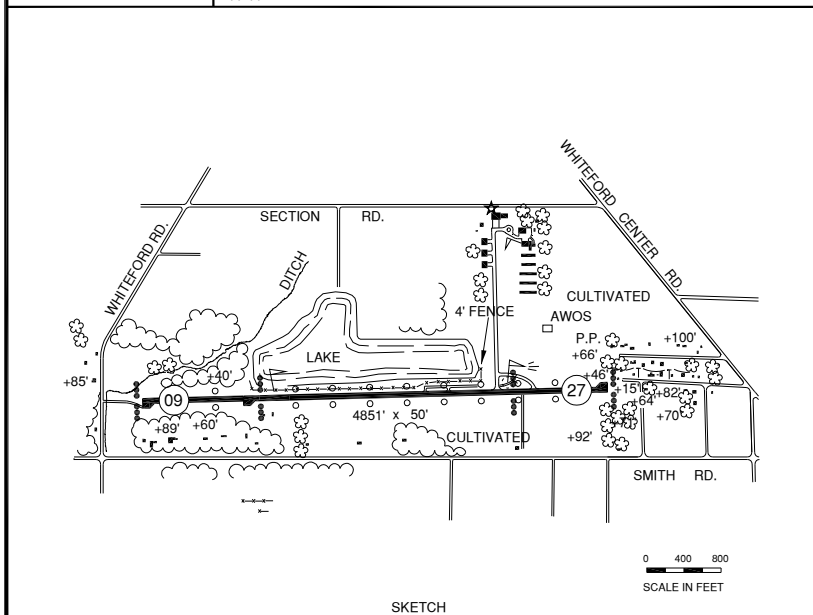 WHITEFORD CENTER RD.
SECTION RD.
WHITEFORD RD.
DITCH
4' FENCE
CULTIVATED
AWOS
LAKE
P.P.
+100'
+66'
+46'
+85'
+40'
09
27
+15'
+82'
+64'
4851' x 50'
+70'
+89'
+60'
CULTIVATED
+92'
SMITH RD.
0 400 800
SCALE IN FEET
SKETCH